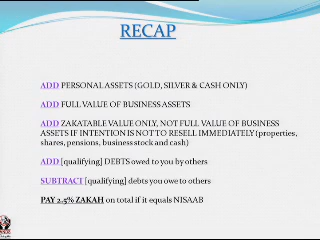 RECAP
ADD PERSONAL ASSETS (GOLD, SILVER & CASH ONLY)
ADD FULL VALUE OF BUSINESS ASSETS
ADD ZAKATABLE VALUE ONLY, NOT FULL VALUE OF BUSINESS
ASSETS IF INTENTION IS NOT TO RESELL IMMEDIATELY (properties,
shares, pensions, business stock and cash)
ADD [qualifying] DEBTS owed to you by others
SUBTRACT [qualifying] debts you owe to others
PAY 2.5% ZAKAH on total if it equals NISAAB